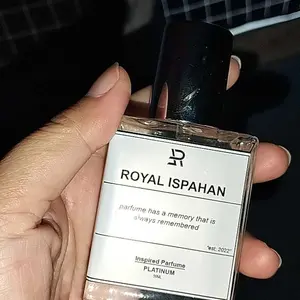 ROYAL ISPAHAN
parfume has a memory that is
always remembered
"est. 2022"
Inspired Parfume
PLATINUM